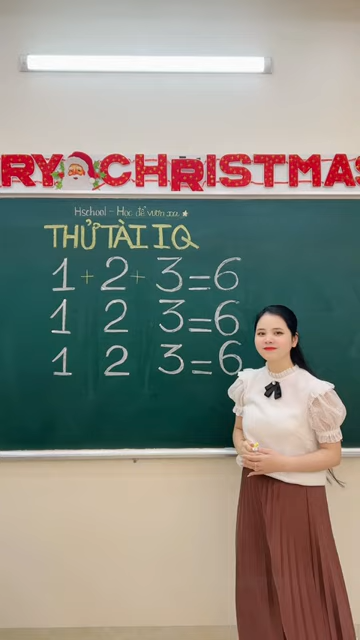 RRY CHRISTMAS
Hschool - Học để vươn xa
THỬ TÀI IQ
1 + 2 + 3 = 6
1 2 3 = 6
1 2 3 = 6